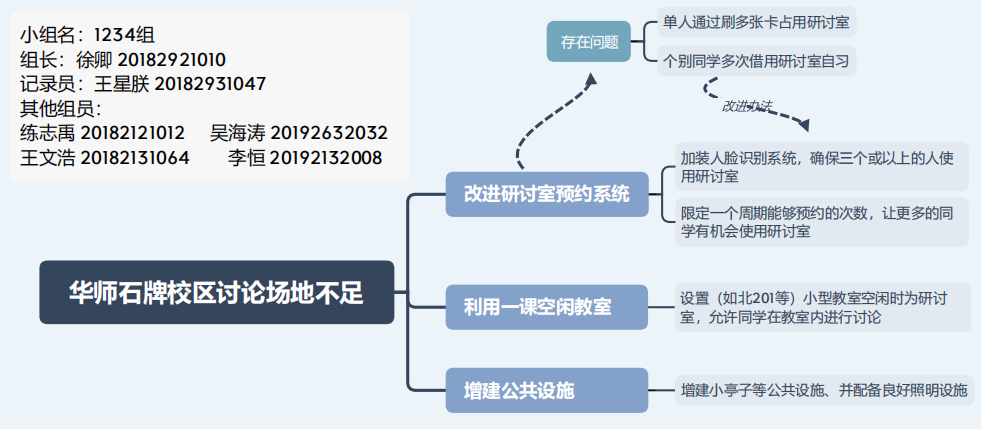 小组名：1234组
组长：徐卿 20182921010
记录员：王星朕 20182931047
其他组员：
练志禹 20182121012 吴海涛 20192632032
王文浩 20182131064 李恒 20192132008
存在问题
单人通过刷多张卡占用研讨室
个别同学多次借用研讨室自习
改进办法
改进研讨室预约系统
加装人脸识别系统，确保三个或以上的人使
用研讨室
限定一个周期能够预约的次数，让更多的同
学有机会使用研讨室
华师石牌校区讨论场地不足
利用一课空闲教室
设置（如北201等）小型教室空闲时为研讨
室，允许同学在教室内进行讨论
增建公共设施
增建小亭子等公共设施、并配备良好照明设施